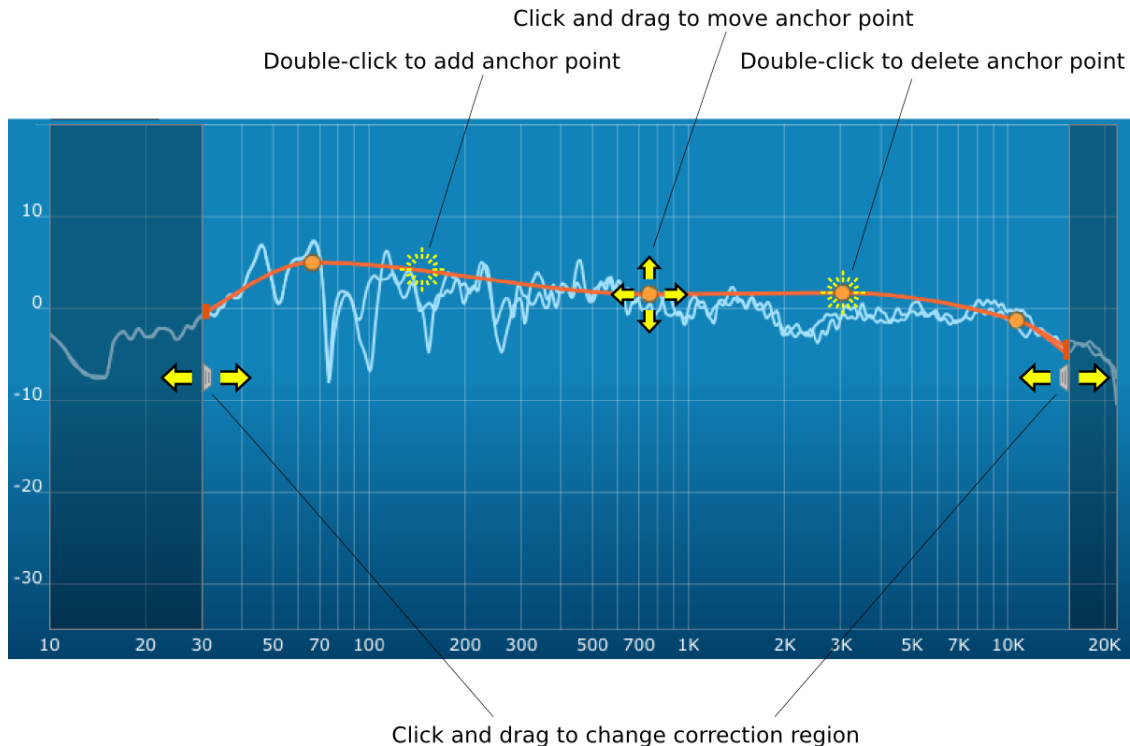 Click and drag to move anchor point
Double-click to add anchor point
Double-click to delete anchor point
10
0
-10
-20
-30
10 20 30 50 70 100 200 300 500 700 1K 2K 3K 5K 7K 10K 20K
Click and drag to change correction region